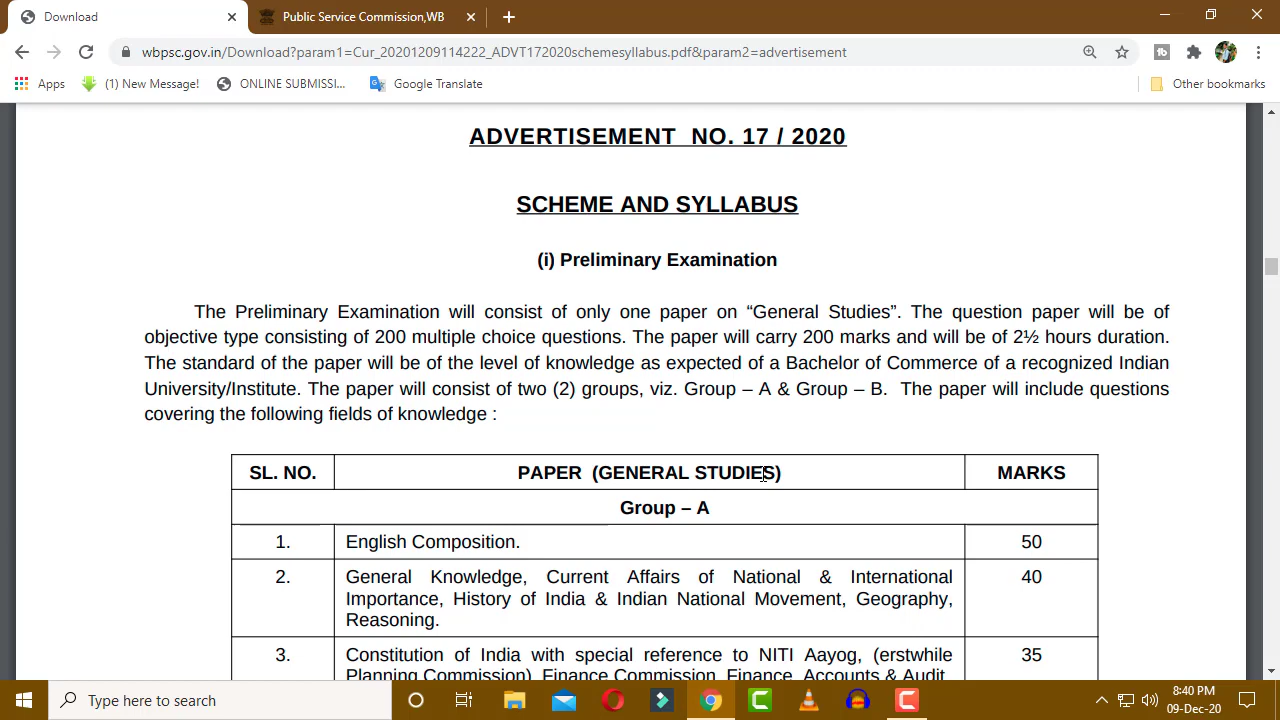 Download
Public Service Commission,WB
wbpsc.gov.in/Download?param1=Cur_20201209114222_ADVT172020schemesyllabus.pdf&param2=advertisement
Apps
(1) New Message!
ONLINE SUBMISSI...
Google Translate
Other bookmarks
ADVERTISEMENT NO. 17 / 2020
SCHEME AND SYLLABUS
(i) Preliminary Examination
The Preliminary Examination will consist of only one paper on “General Studies”. The question paper will be of
objective type consisting of 200 multiple choice questions. The paper will carry 200 marks and will be of 2½ hours duration.
The standard of the paper will be of the level of knowledge as expected of a Bachelor of Commerce of a recognized Indian
University/Institute. The paper will consist of two (2) groups, viz. Group – A & Group – B. The paper will include questions
covering the following fields of knowledge :
SL. NO. PAPER (GENERAL STUDIES) MARKS
Group – A
1. English Composition. 50
2. General Knowledge, Current Affairs of National & International 40
Importance, History of India & Indian National Movement, Geography,
Reasoning.
3. Constitution of India with special reference to NITI Aayog, (erstwhile 35
Planning Commission), Finance Commission, Finance, Accounts & Audit
Type here to search
8:40 PM
09-Dec-20